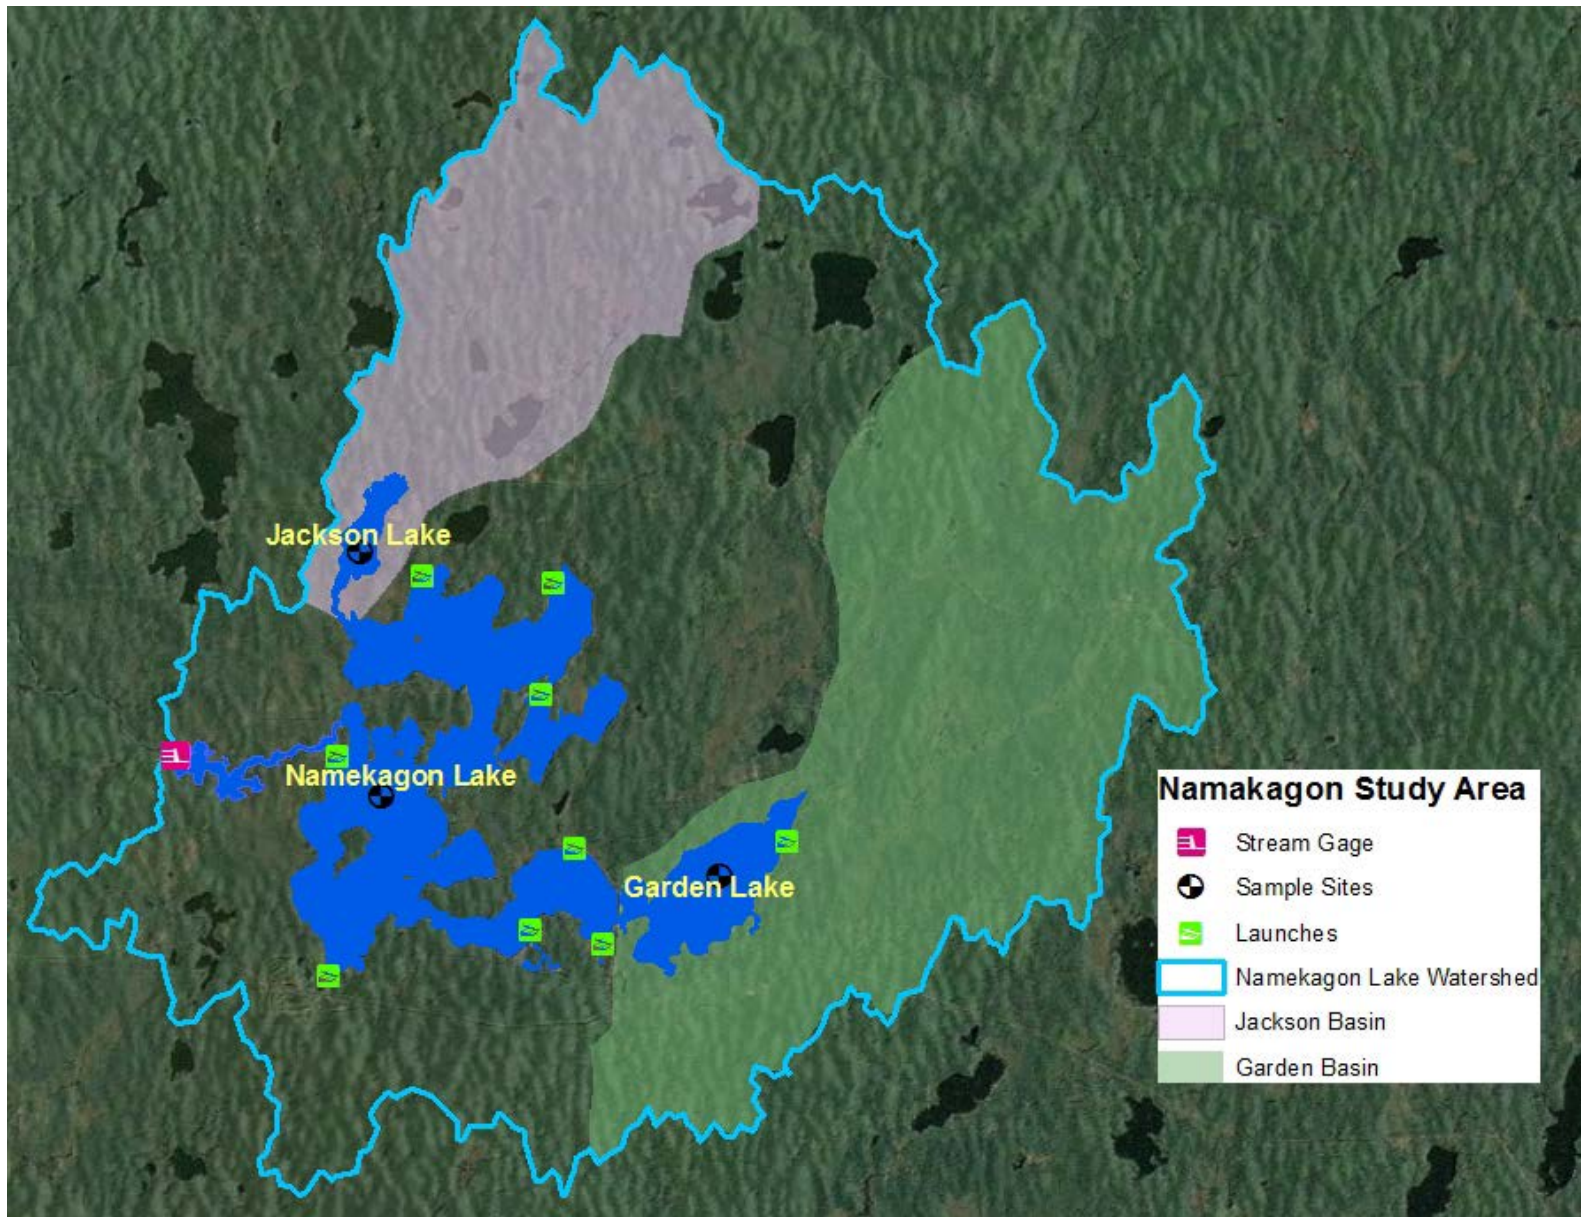 Jackson Lake
Namekagon Lake
Garden Lake
Namakagon Study Area
Stream Gage
Sample Sites
Launches
Namekagon Lake Watershed
Jackson Basin
Garden Basin